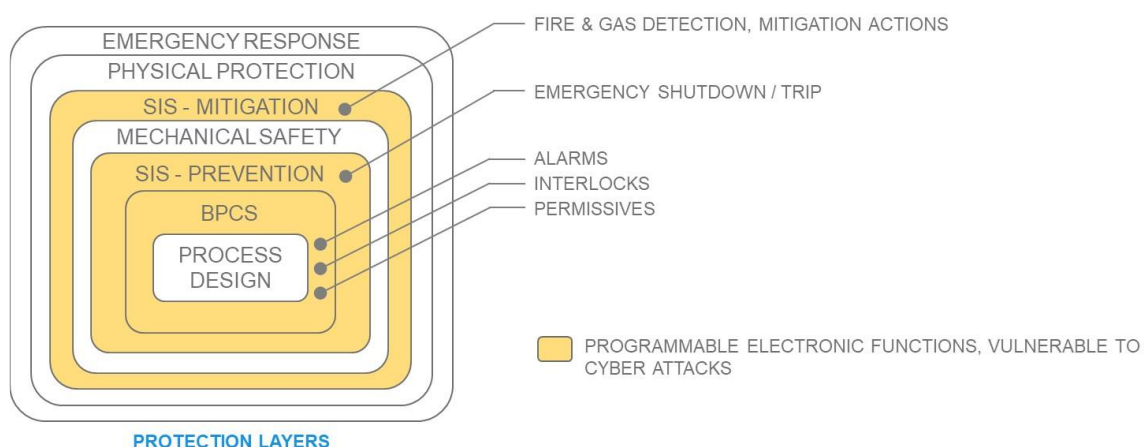 EMERGENCY RESPONSE
PHYSICAL PROTECTION
SIS - MITIGATION
MECHANICAL SAFETY
SIS - PREVENTION
BPCS
PROCESS
DESIGN
FIRE & GAS DETECTION, MITIGATION ACTIONS
EMERGENCY SHUTDOWN / TRIP
ALARMS
INTERLOCKS
PERMISSIVES
PROGRAMMABLE ELECTRONIC FUNCTIONS, VULNERABLE TO
CYBER ATTACKS
PROTECTION LAYERS